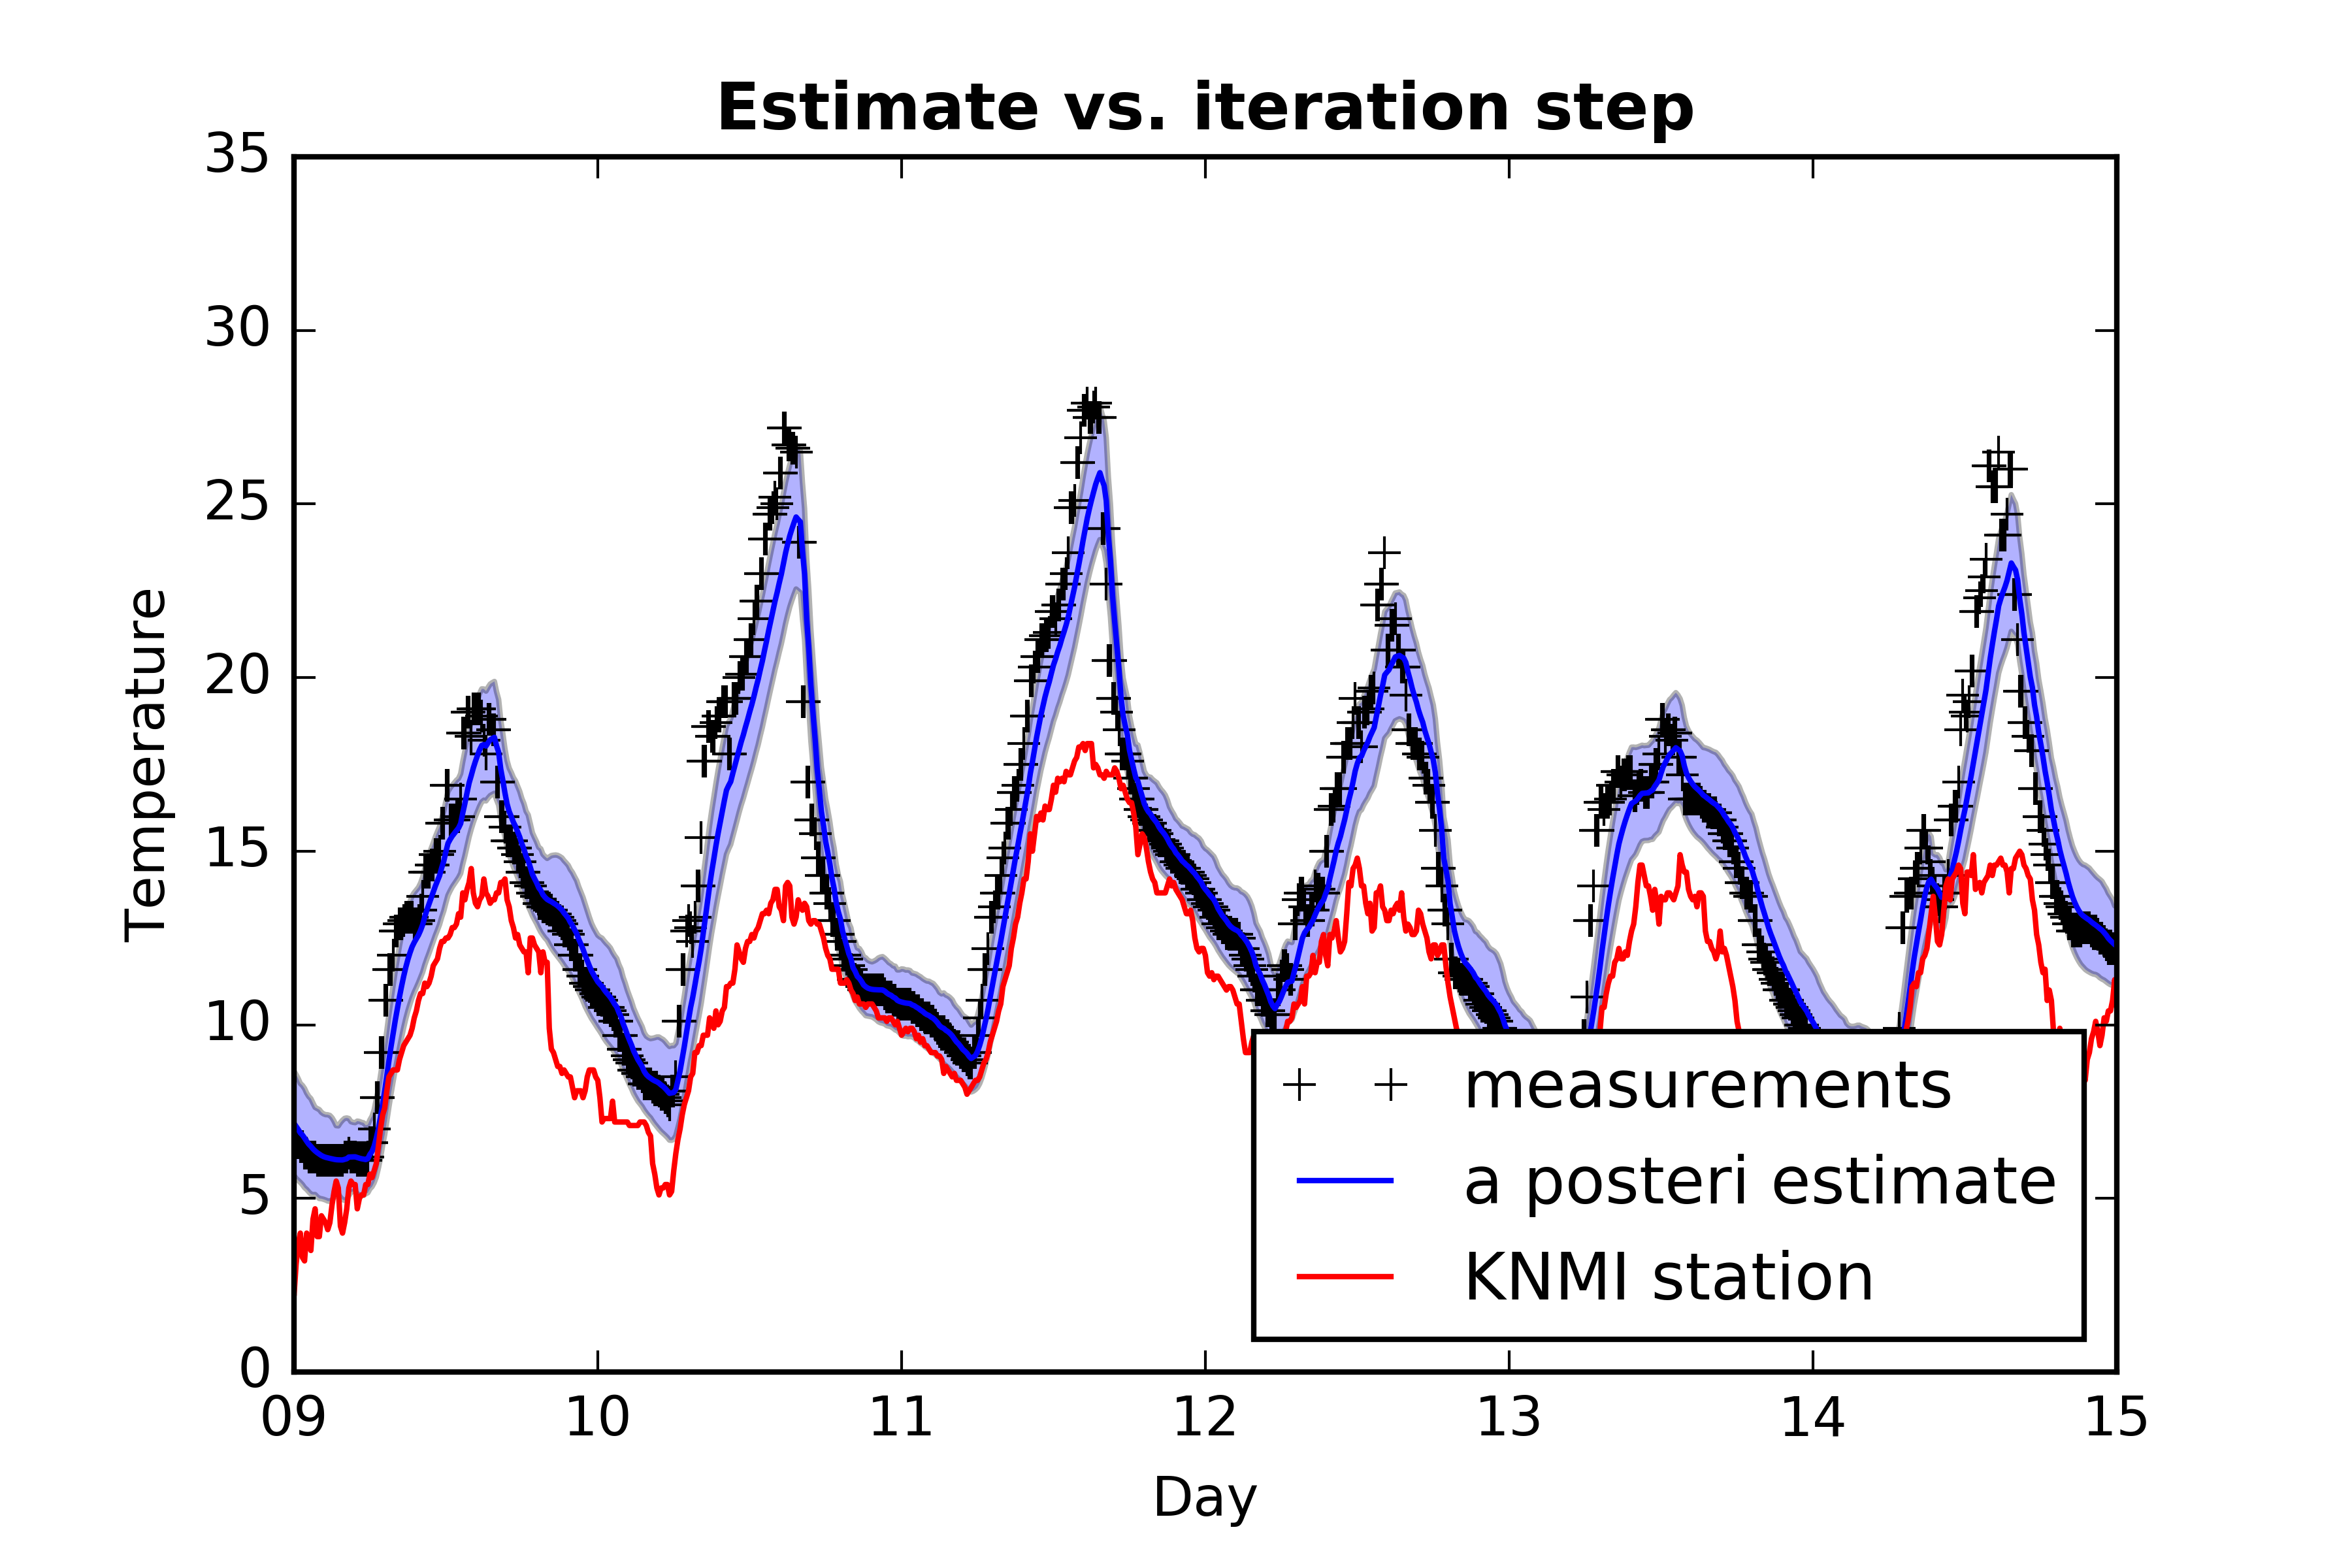 Estimate vs. iteration step
35
30
25
20
15
10
5
0
Temperature
measurements
a posteri estimate
KNMI station
09 10 11 12 13 14 15
Day